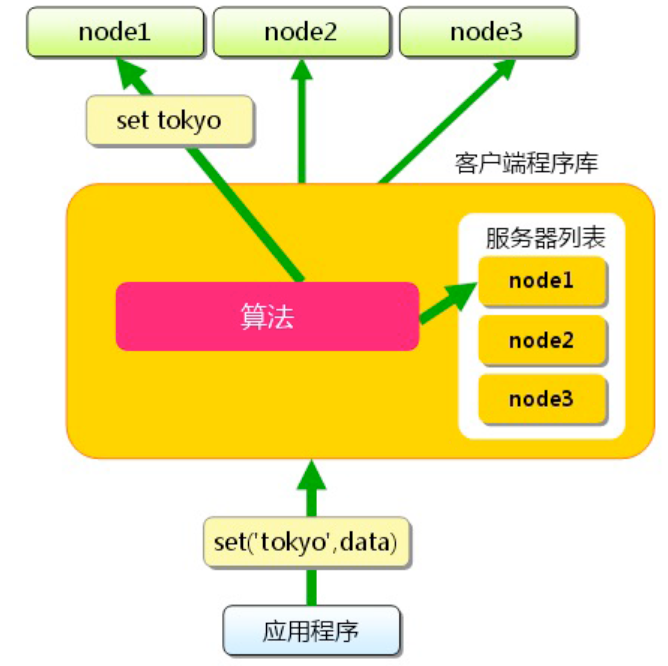 node1
node2
node3
set tokyo
客户端程序库
服务器列表
node1
算法
node2
node3
set('tokyo',data)
应用程序